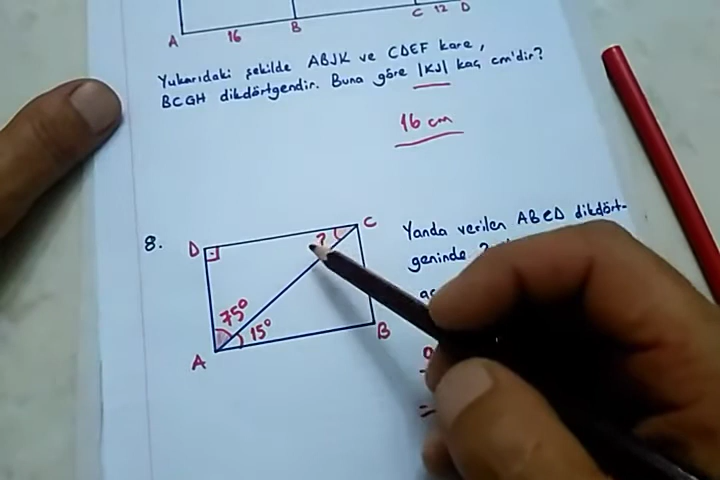 A 16 B C 12 D
Yukarıdaki şekilde ABJK ve CDEF kare,
BCGH dikdörtgendir. Buna göre |KJ| kaç cm'dir?
16 cm
8.
D C
?
Yanda verilen ABCD dikdört-
geninde ?
75°
15°
A B
=